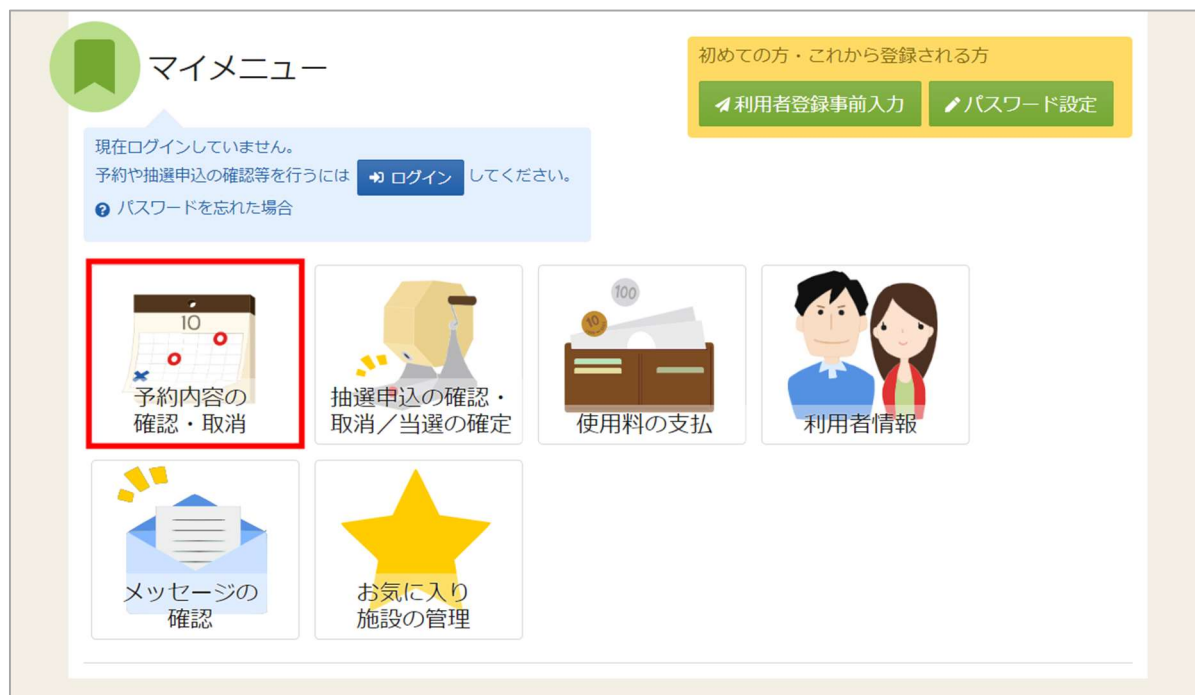 マイメニュー
初めての方・これから登録される方
利用者登録事前入力
パスワード設定
現在ログインしていません。
予約や抽選申込の確認等を行うには ログイン してください。
パスワードを忘れた場合
10
予約内容の
確認・取消
抽選申込の確認・
取消／当選の確定
100
10
使用料の支払
利用者情報
メッセージの
確認
お気に入り
施設の管理